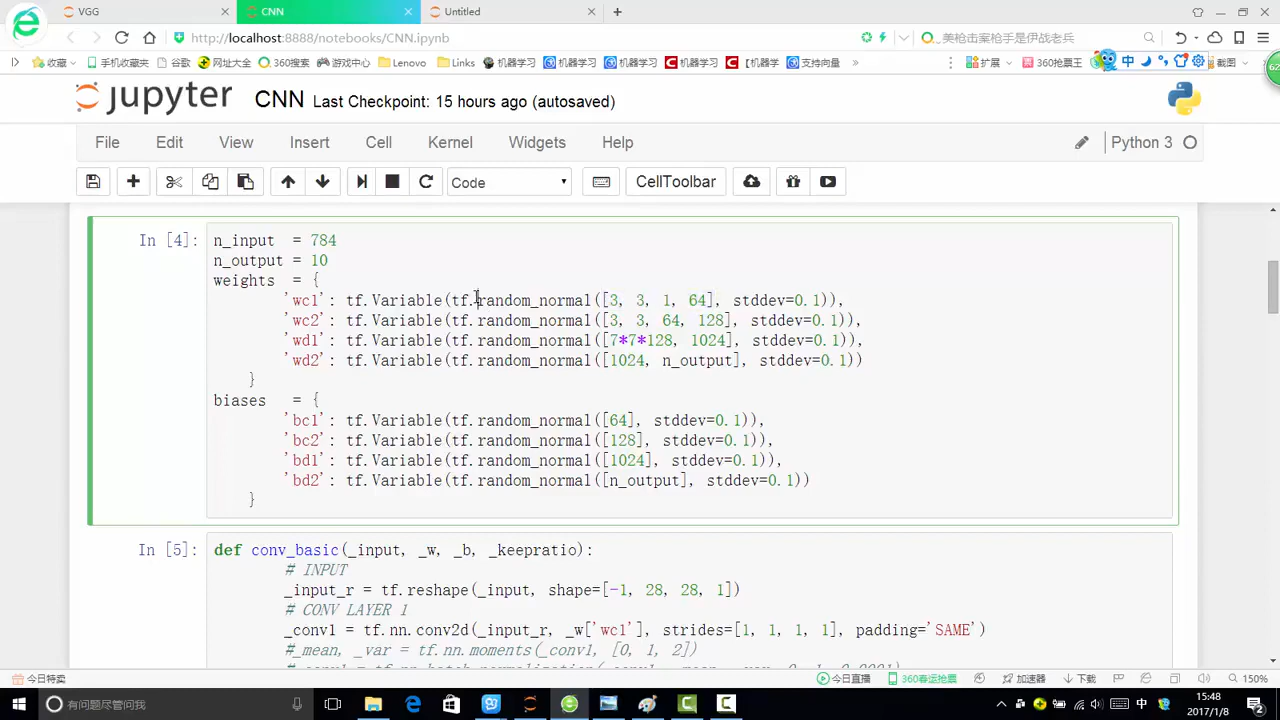 VGG
CNN
Untitled
http://localhost:8888/notebooks/CNN.ipynb
美枪击案枪手是伊战老兵
收藏 手机收藏夹 谷歌 网址大全 360搜索 游戏中心 Lenovo Links 机器学习 机器学习 机器学习 机器学习 【机器学 支持向量 » 扩展 360抢票王 中 截图
62
jupyter CNN Last Checkpoint: 15 hours ago (autosaved)
File Edit View Insert Cell Kernel Widgets Help Python 3
Code CellToolbar
In [4]: n_input = 784
n_output = 10
weights = {
'wc1': tf.Variable(tf.random_normal([3, 3, 1, 64], stddev=0.1)),
'wc2': tf.Variable(tf.random_normal([3, 3, 64, 128], stddev=0.1)),
'wd1': tf.Variable(tf.random_normal([7*7*128, 1024], stddev=0.1)),
'wd2': tf.Variable(tf.random_normal([1024, n_output], stddev=0.1))
}
biases = {
'bc1': tf.Variable(tf.random_normal([64], stddev=0.1)),
'bc2': tf.Variable(tf.random_normal([128], stddev=0.1)),
'bd1': tf.Variable(tf.random_normal([1024], stddev=0.1)),
'bd2': tf.Variable(tf.random_normal([n_output], stddev=0.1))
}
In [5]: def conv_basic(_input, _w, _b, _keepratio):
# INPUT
_input_r = tf.reshape(_input, shape=[-1, 28, 28, 1])
# CONV LAYER 1
_conv1 = tf.nn.conv2d(_input_r, _w['wc1'], strides=[1, 1, 1, 1], padding='SAME')
#_mean, _var = tf.nn.moments(_conv1, [0, 1, 2])
今日特卖 今日直播 360春运抢票 加速器 下载 150%
有问题尽管问我 中 15:48
2017/1/8